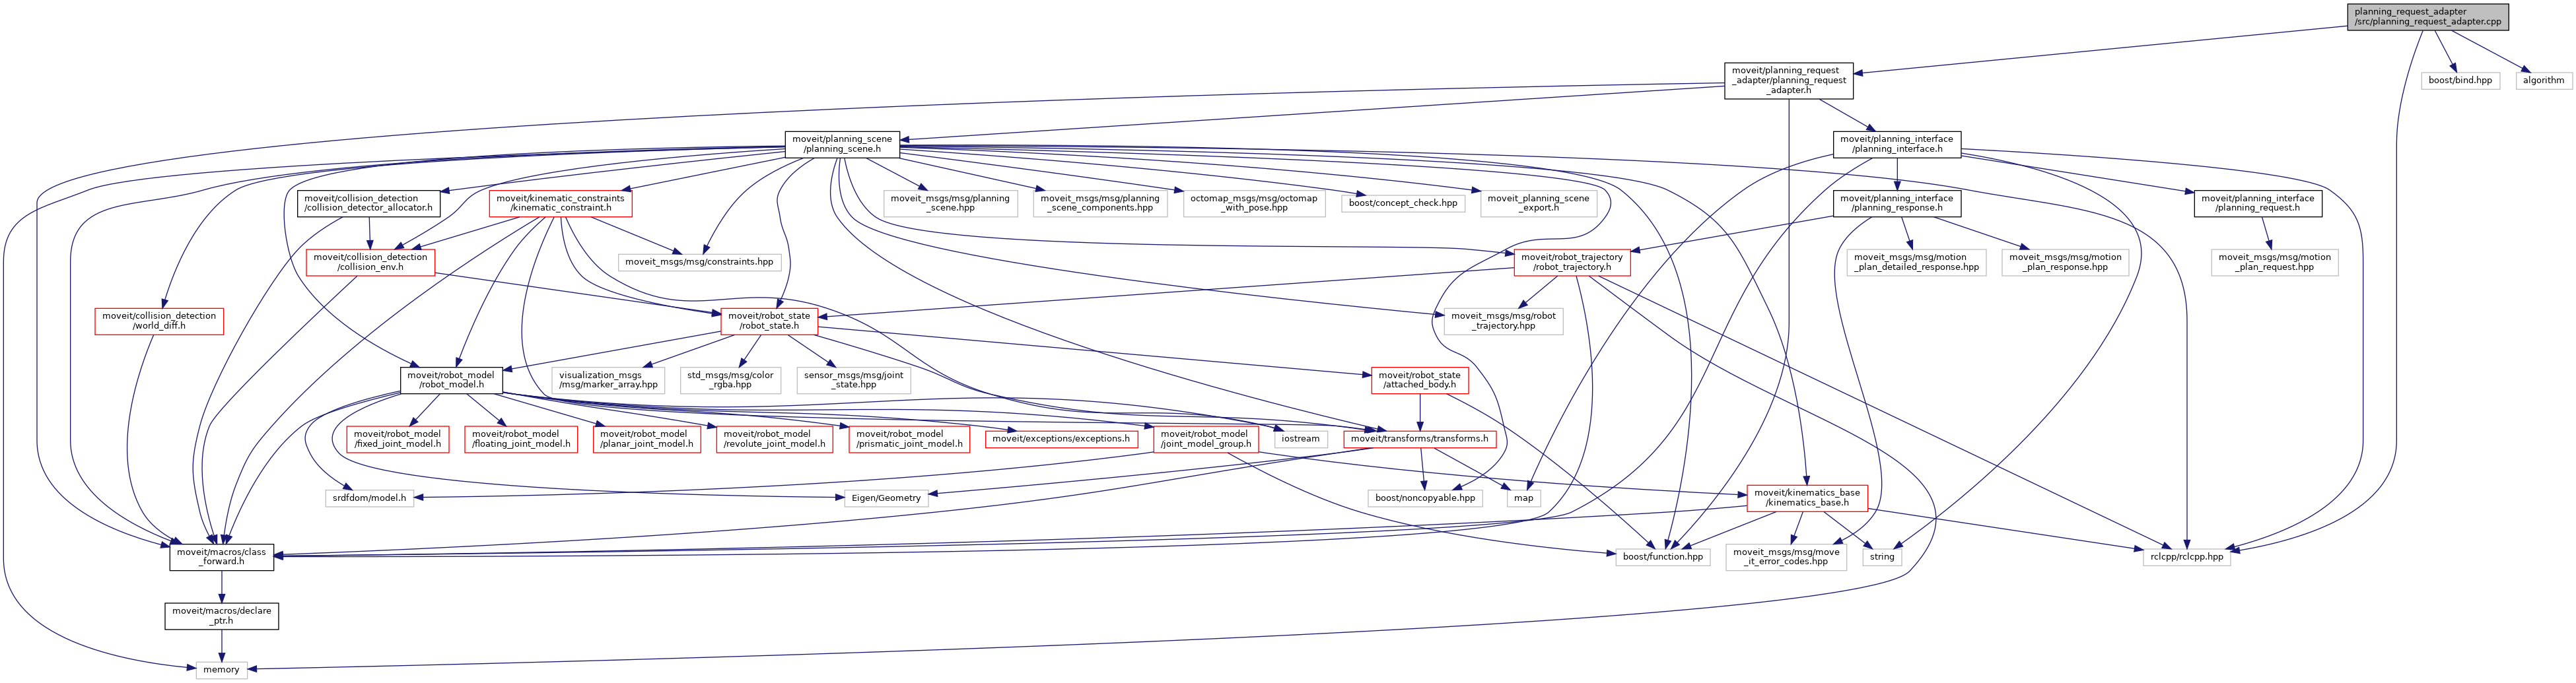 planning_request_adapter
/src/planning_request_adapter.cpp
moveit/planning_request
_adapter/planning_request
_adapter.h
boost/bind.hpp
algorithm
moveit/planning_scene
/planning_scene.h
moveit/planning_interface
/planning_interface.h
moveit/collision_detection
/collision_detector_allocator.h
moveit/kinematic_constraints
/kinematic_constraint.h
moveit_msgs/msg/planning
_scene.hpp
moveit_msgs/msg/planning
_scene_components.hpp
octomap_msgs/msg/octomap
_with_pose.hpp
boost/concept_check.hpp
moveit_planning_scene
_export.h
moveit/planning_interface
/planning_response.h
moveit/planning_interface
/planning_request.h
moveit/collision_detection
/collision_env.h
moveit_msgs/msg/constraints.hpp
moveit/robot_trajectory
/robot_trajectory.h
moveit_msgs/msg/motion
_plan_detailed_response.hpp
moveit_msgs/msg/motion
_plan_response.hpp
moveit_msgs/msg/motion
_plan_request.hpp
moveit/collision_detection
/world_diff.h
moveit/robot_state
/robot_state.h
moveit_msgs/msg/robot
_trajectory.hpp
moveit/robot_model
/robot_model.h
visualization_msgs
/msg/marker_array.hpp
std_msgs/msg/color
_rgba.hpp
sensor_msgs/msg/joint
_state.hpp
moveit/robot_state
/attached_body.h
moveit/robot_model
/fixed_joint_model.h
moveit/robot_model
/floating_joint_model.h
moveit/robot_model
/planar_joint_model.h
moveit/robot_model
/revolute_joint_model.h
moveit/robot_model
/prismatic_joint_model.h
moveit/exceptions/exceptions.h
moveit/robot_model
/joint_model_group.h
iostream
moveit/transforms/transforms.h
srdfdom/model.h
Eigen/Geometry
boost/noncopyable.hpp
map
moveit/kinematics_base
/kinematics_base.h
moveit/macros/class
_forward.h
boost/function.hpp
moveit_msgs/msg/move
_it_error_codes.hpp
string
rclcpp/rclcpp.hpp
moveit/macros/declare
_ptr.h
memory